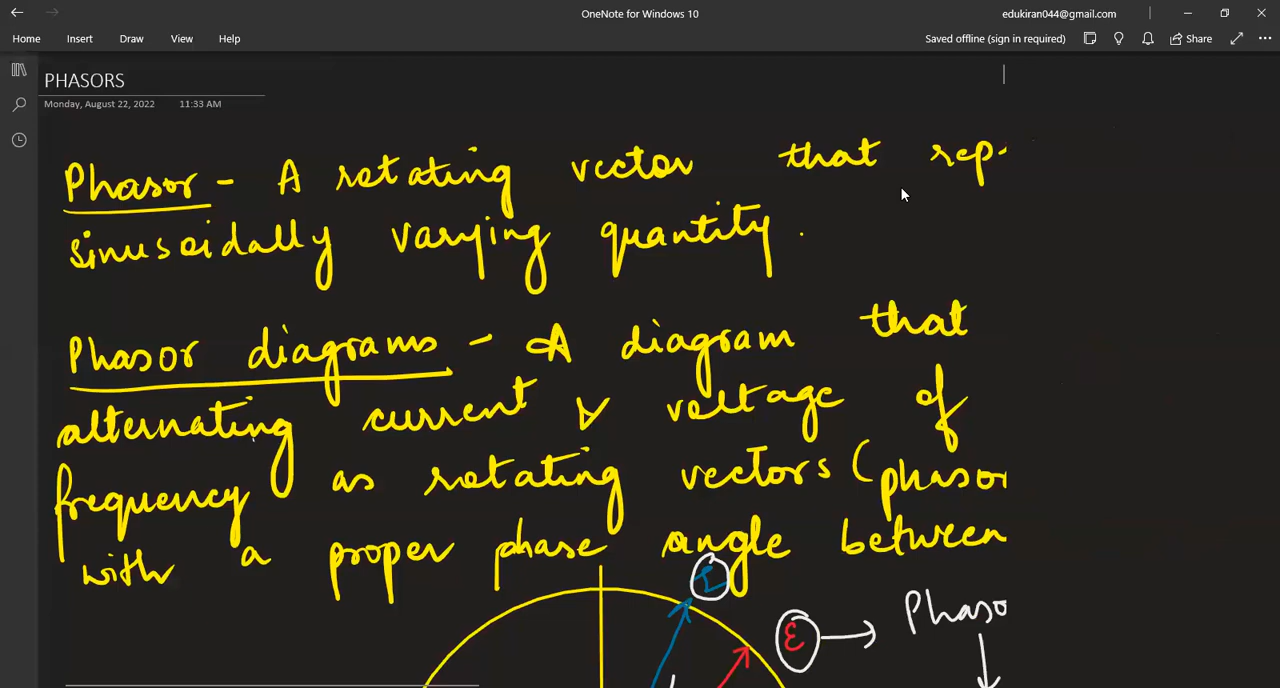 OneNote for Windows 10
edukiran044@gmail.com
Home Insert Draw View Help
Saved offline (sign in required) Share
PHASORS
Monday, August 22, 2022 11:33 AM
Phasor - A rotating vector that rep-
sinusoidally varying quantity.
Phasor diagrams - A diagram that
alternating current & voltage of
frequency as rotating vectors (phasor
with a proper phase angle between
I
E → Phaso